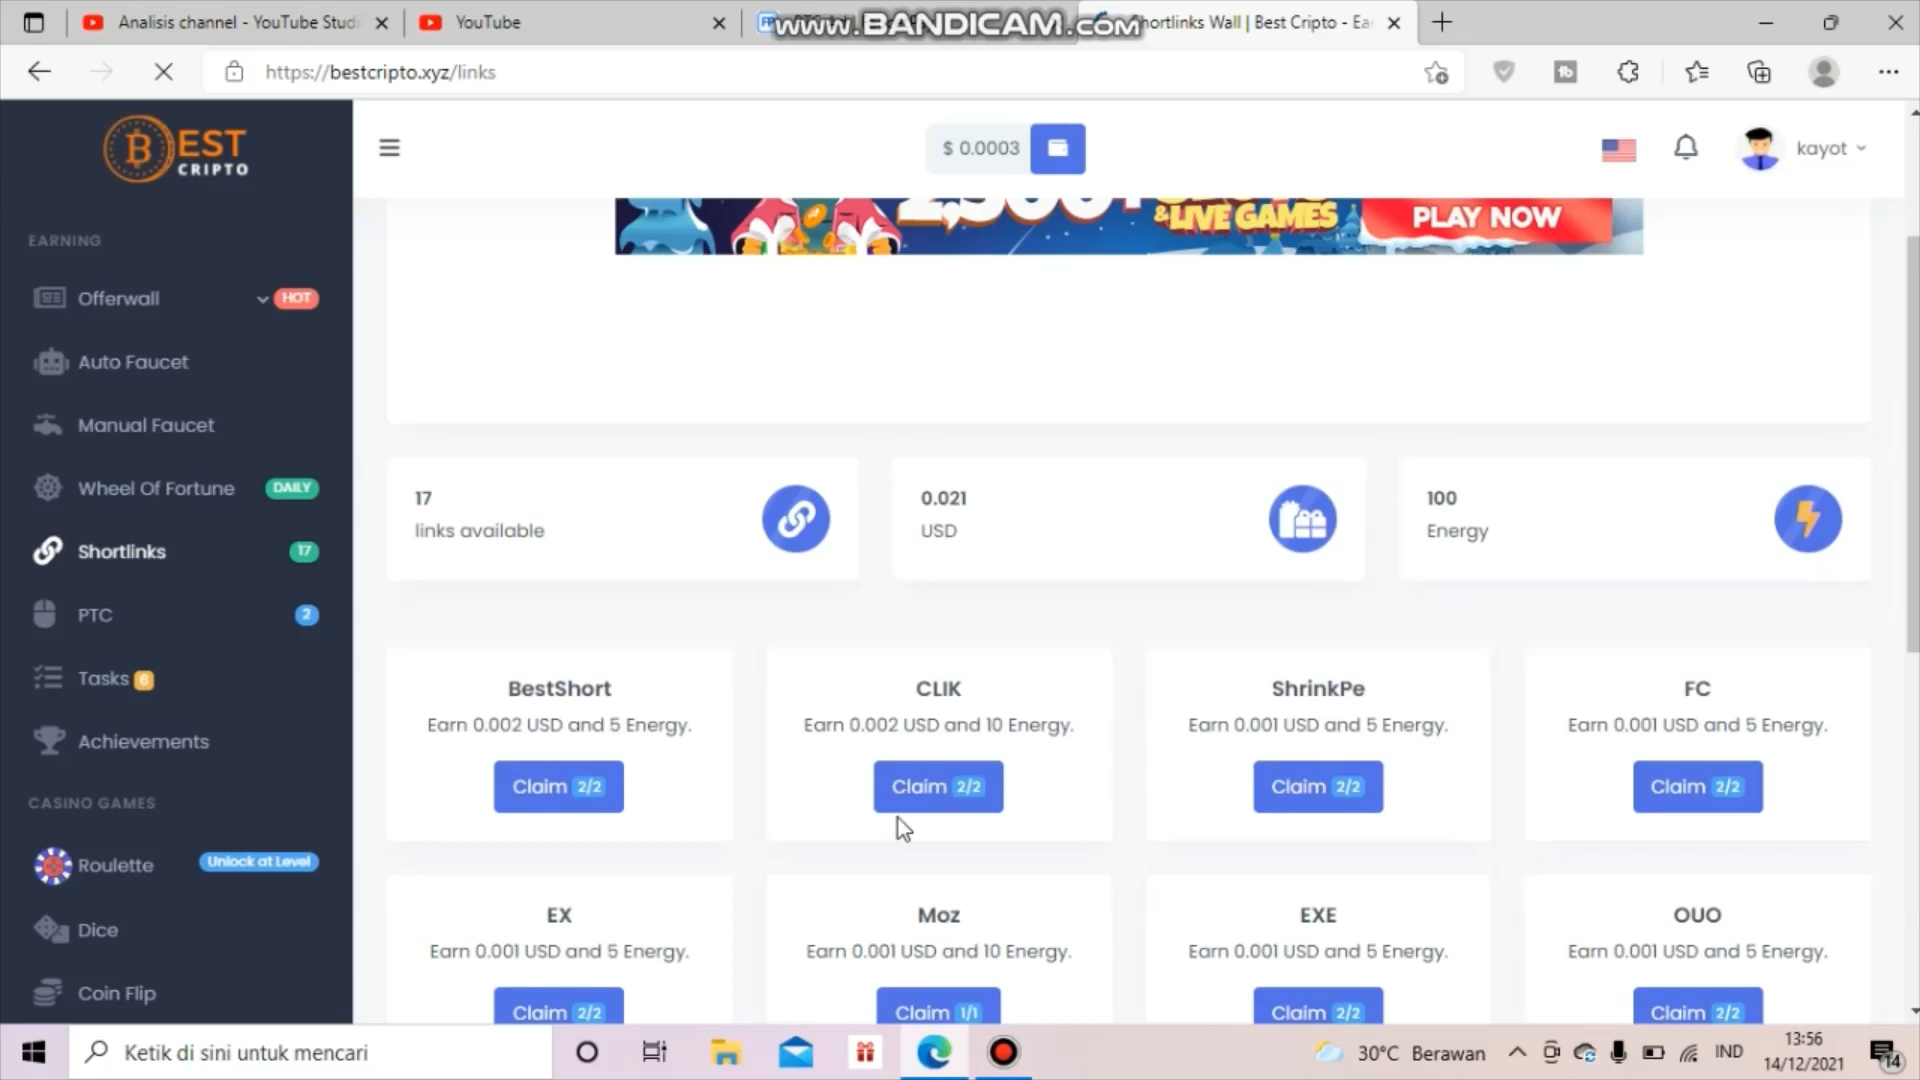 Analisis channel - YouTube Studi
YouTube
www.BANDICAM.com
Shortlinks Wall | Best Cripto - Ea
https://bestcripto.xyz/links
BEST
CRIPTO
$ 0.0003
kayot
& LIVE GAMES
PLAY NOW
EARNING
Offerwall
HOT
Auto Faucet
Manual Faucet
Wheel Of Fortune
DAILY
Shortlinks
17
PTC
2
Tasks 6
Achievements
CASINO GAMES
Roulette
Unlock at Level
Dice
Coin Flip
17
links available
0.021
USD
100
Energy
BestShort
Earn 0.002 USD and 5 Energy.
Claim 2/2
CLIK
Earn 0.002 USD and 10 Energy.
Claim 2/2
ShrinkPe
Earn 0.001 USD and 5 Energy.
Claim 2/2
FC
Earn 0.001 USD and 5 Energy.
Claim 2/2
EX
Earn 0.001 USD and 5 Energy.
Claim 2/2
Moz
Earn 0.001 USD and 10 Energy.
Claim 1/1
EXE
Earn 0.001 USD and 5 Energy.
Claim 2/2
OUO
Earn 0.001 USD and 5 Energy.
Claim 2/2
Ketik di sini untuk mencari
30°C Berawan
IND
13:56
14/12/2021
14